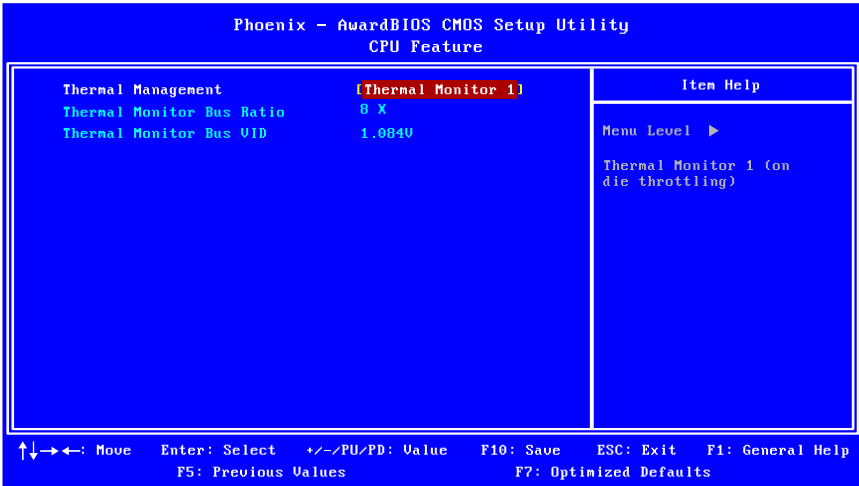 Phoenix - AwardBIOS CMOS Setup Utility
CPU Feature
Thermal Management [Thermal Monitor 1]
Thermal Monitor Bus Ratio 8 X
Thermal Monitor Bus VID 1.084V
Item Help
Menu Level ▶
Thermal Monitor 1 (on
die throttling)
↑↓→←: Move Enter: Select +/-/PU/PD: Value F10: Save ESC: Exit F1: General Help
F5: Previous Values F7: Optimized Defaults